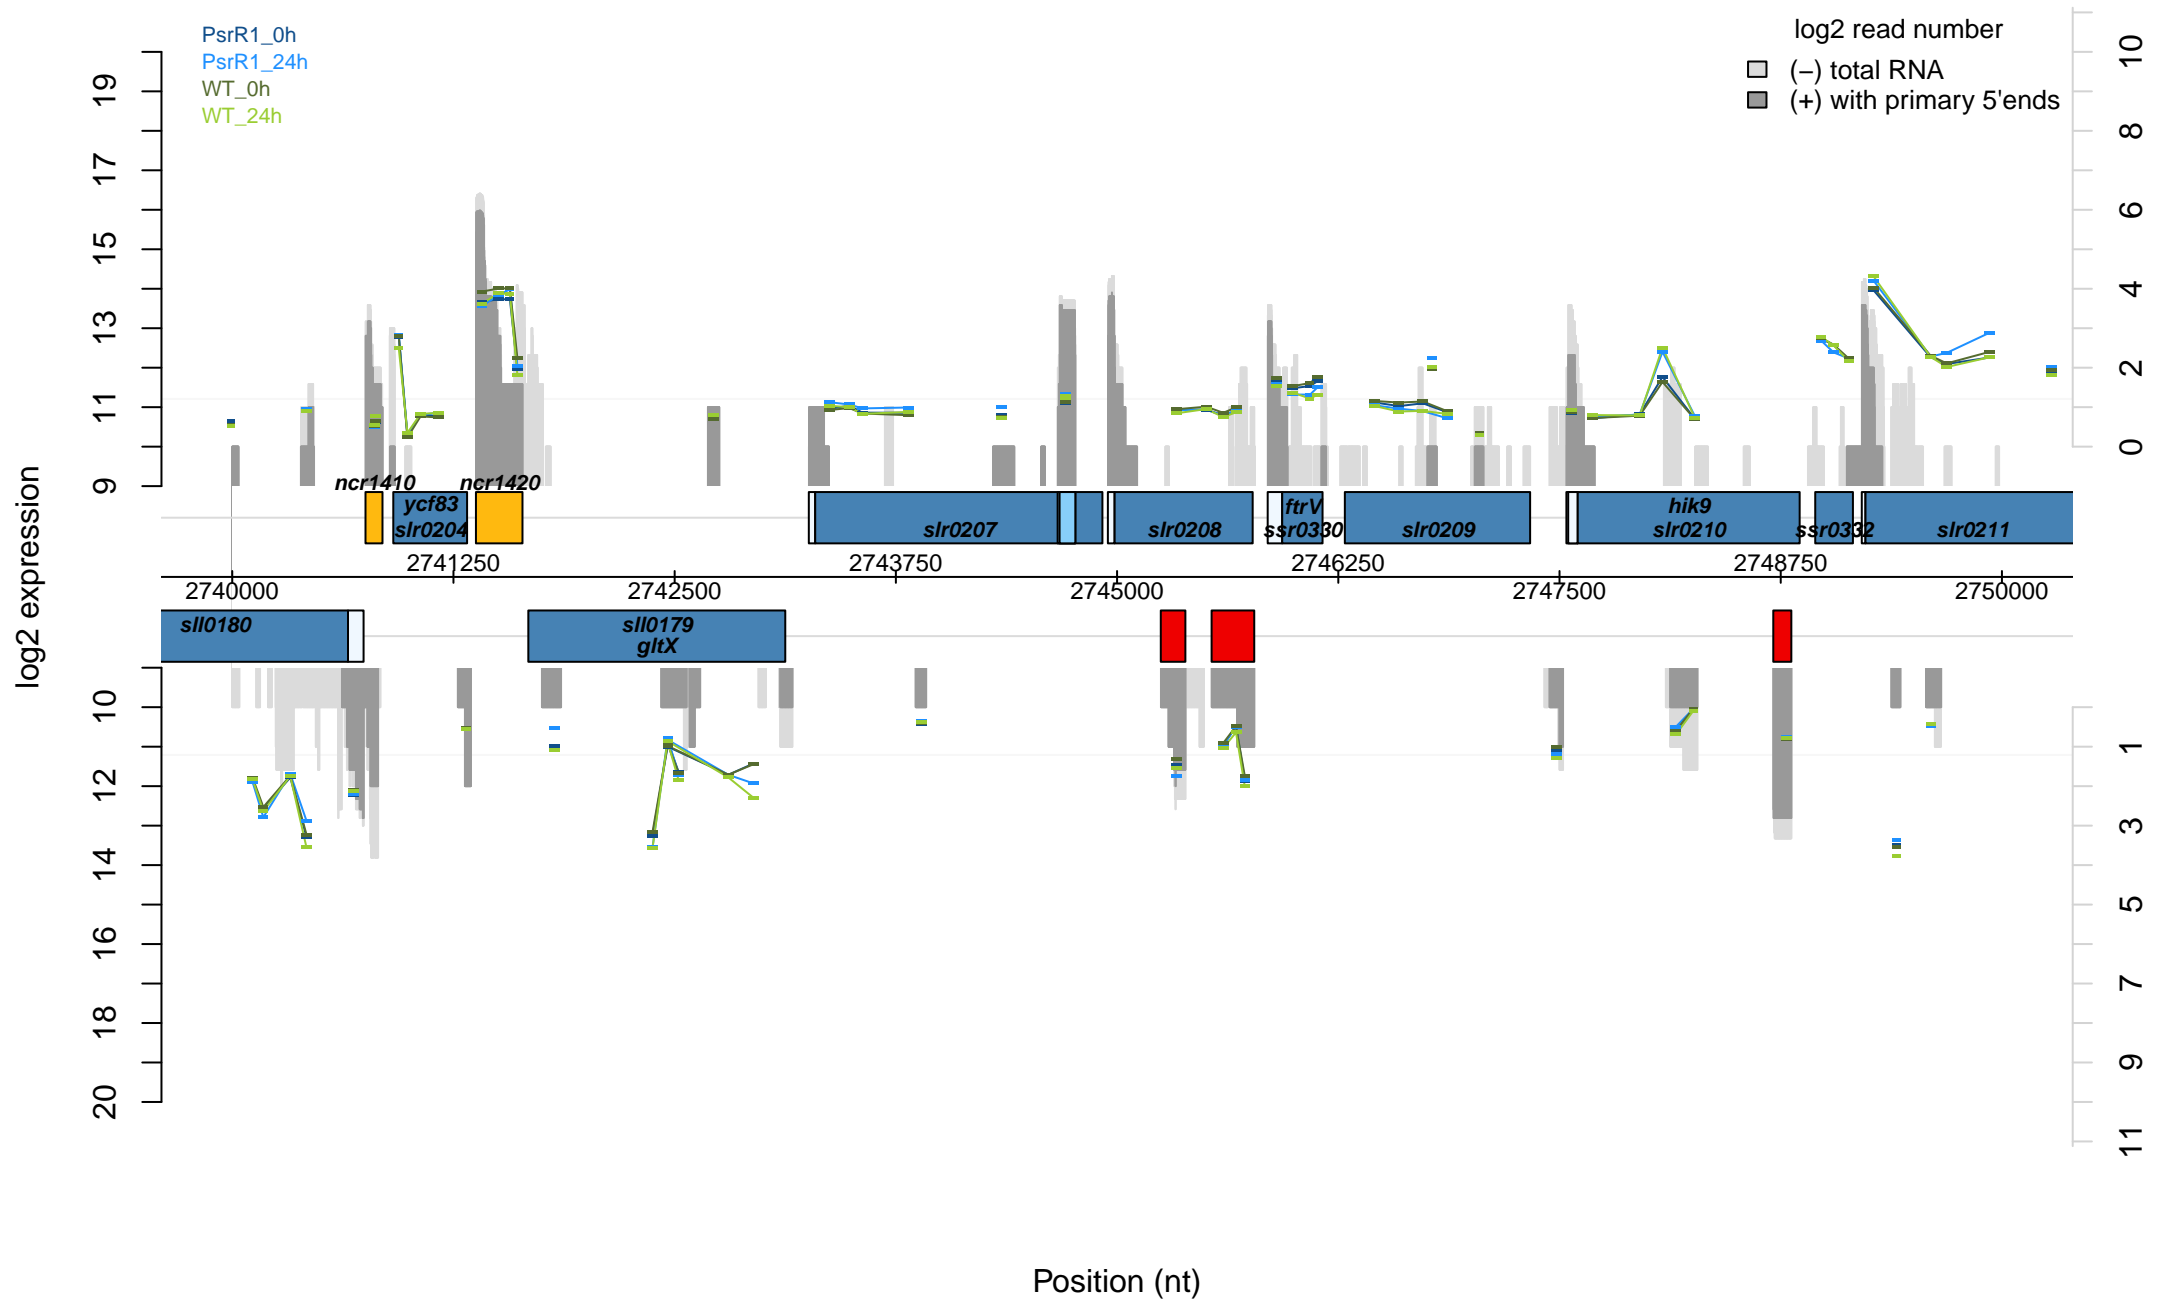 PsrR1_0h
PsrR1_24h
WT_0h
WT_24h
log2 read number
(−) total RNA
(+) with primary 5'ends
log2 expression
19
17
15
13
11
9
10
8
6
4
2
0
ncr1410
ncr1420
ycf83
slr0204
slr0207
slr0208
ftrV
ssr0330
slr0209
hik9
slr0210
ssr0332
slr0211
2741250
2743750
2746250
2748750
2740000
2742500
2745000
2747500
2750000
sll0180
sll0179
gltX
10
12
14
16
18
20
1
3
5
7
9
11
Position (nt)